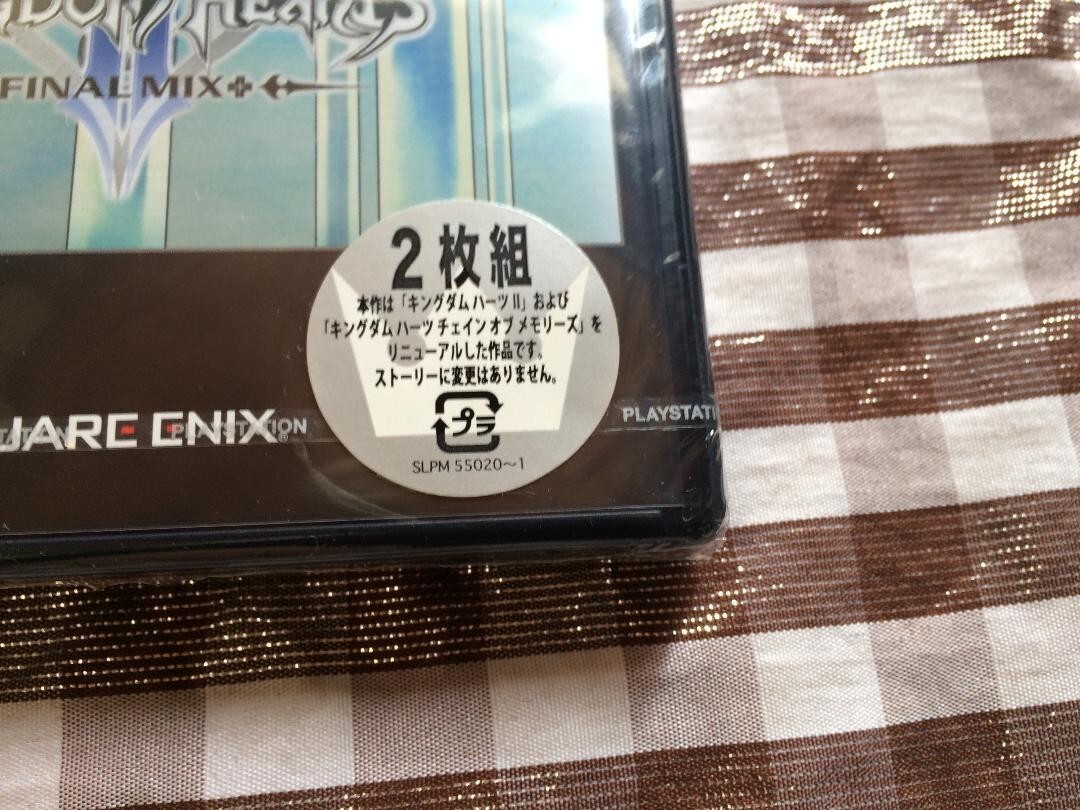 FINAL MIX+
2枚組
本作は「キングダム ハーツ II」および
「キングダム ハーツ チェイン オブ メモリーズ」を
リニューアルした作品です。
ストーリーに変更はありません。
プラ
SLPM 55020～1
UARE ENIX®
PLAYSTATION
PLAYSTATI